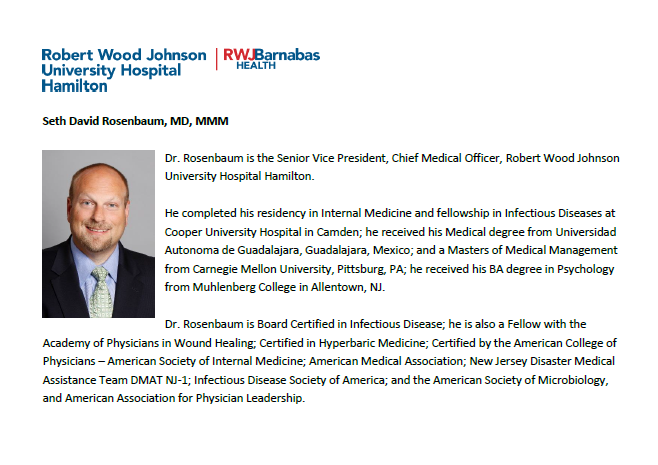 Robert Wood Johnson
University Hospital
Hamilton
RWJBarnabas
HEALTH
Seth David Rosenbaum, MD, MMM
Dr. Rosenbaum is the Senior Vice President, Chief Medical Officer, Robert Wood Johnson
University Hospital Hamilton.
He completed his residency in Internal Medicine and fellowship in Infectious Diseases at
Cooper University Hospital in Camden; he received his Medical degree from Universidad
Autonoma de Guadalajara, Guadalajara, Mexico; and a Masters of Medical Management
from Carnegie Mellon University, Pittsburg, PA; he received his BA degree in Psychology
from Muhlenberg College in Allentown, NJ.
Dr. Rosenbaum is Board Certified in Infectious Disease; he is also a Fellow with the
Academy of Physicians in Wound Healing; Certified in Hyperbaric Medicine; Certified by the American College of
Physicians – American Society of Internal Medicine; American Medical Association; New Jersey Disaster Medical
Assistance Team DMAT NJ-1; Infectious Disease Society of America; and the American Society of Microbiology,
and American Association for Physician Leadership.